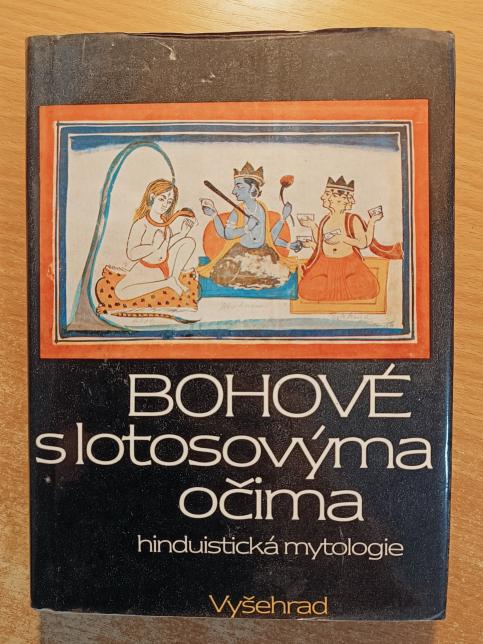 BOHOVÉ
s lotosovýma
očima
hinduistická mytologie
Vyšehrad